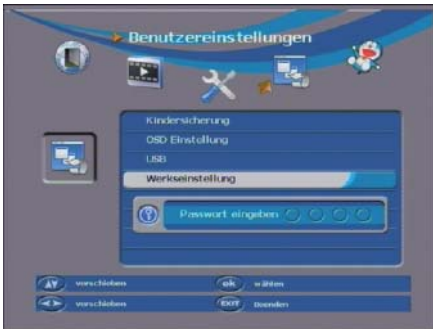 Benutzereinstellungen
Kindersicherung
OSD Einstellung
USB
Werkseinstellung
Passwort eingeben
verschieben ok wählen
verschieben EXIT Beenden